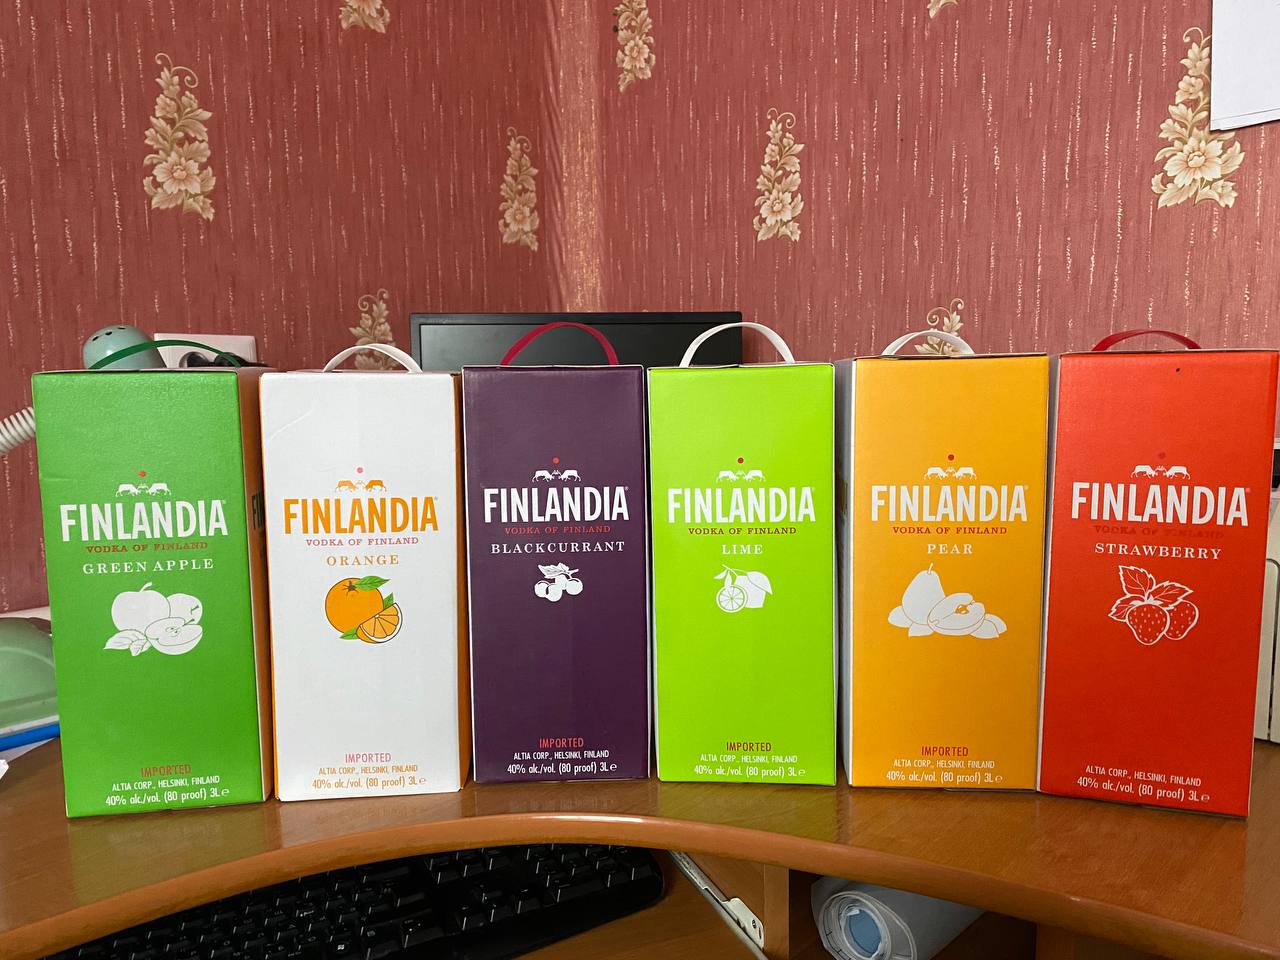 FINLANDIA
VODKA OF FINLAND
GREEN APPLE
IMPORTED
ALTIA CORP., HELSINKI, FINLAND
40% alc./vol. (80 proof) 3L e
FINLANDIA
VODKA OF FINLAND
ORANGE
IMPORTED
ALTIA CORP., HELSINKI, FINLAND
40% alc./vol. (80 proof) 3L e
FINLANDIA
VODKA OF FINLAND
BLACKCURRANT
IMPORTED
ALTIA CORP., HELSINKI, FINLAND
40% alc./vol. (80 proof) 3L e
FINLANDIA
VODKA OF FINLAND
LIME
IMPORTED
ALTIA CORP., HELSINKI, FINLAND
40% alc./vol. (80 proof) 3L e
FINLANDIA
VODKA OF FINLAND
PEAR
IMPORTED
ALTIA CORP., HELSINKI, FINLAND
40% alc./vol. (80 proof) 3L e
FINLANDIA
VODKA OF FINLAND
STRAWBERRY
ALTIA CORP., HELSINKI, FINLAND
40% alc./vol. (80 proof) 3L e